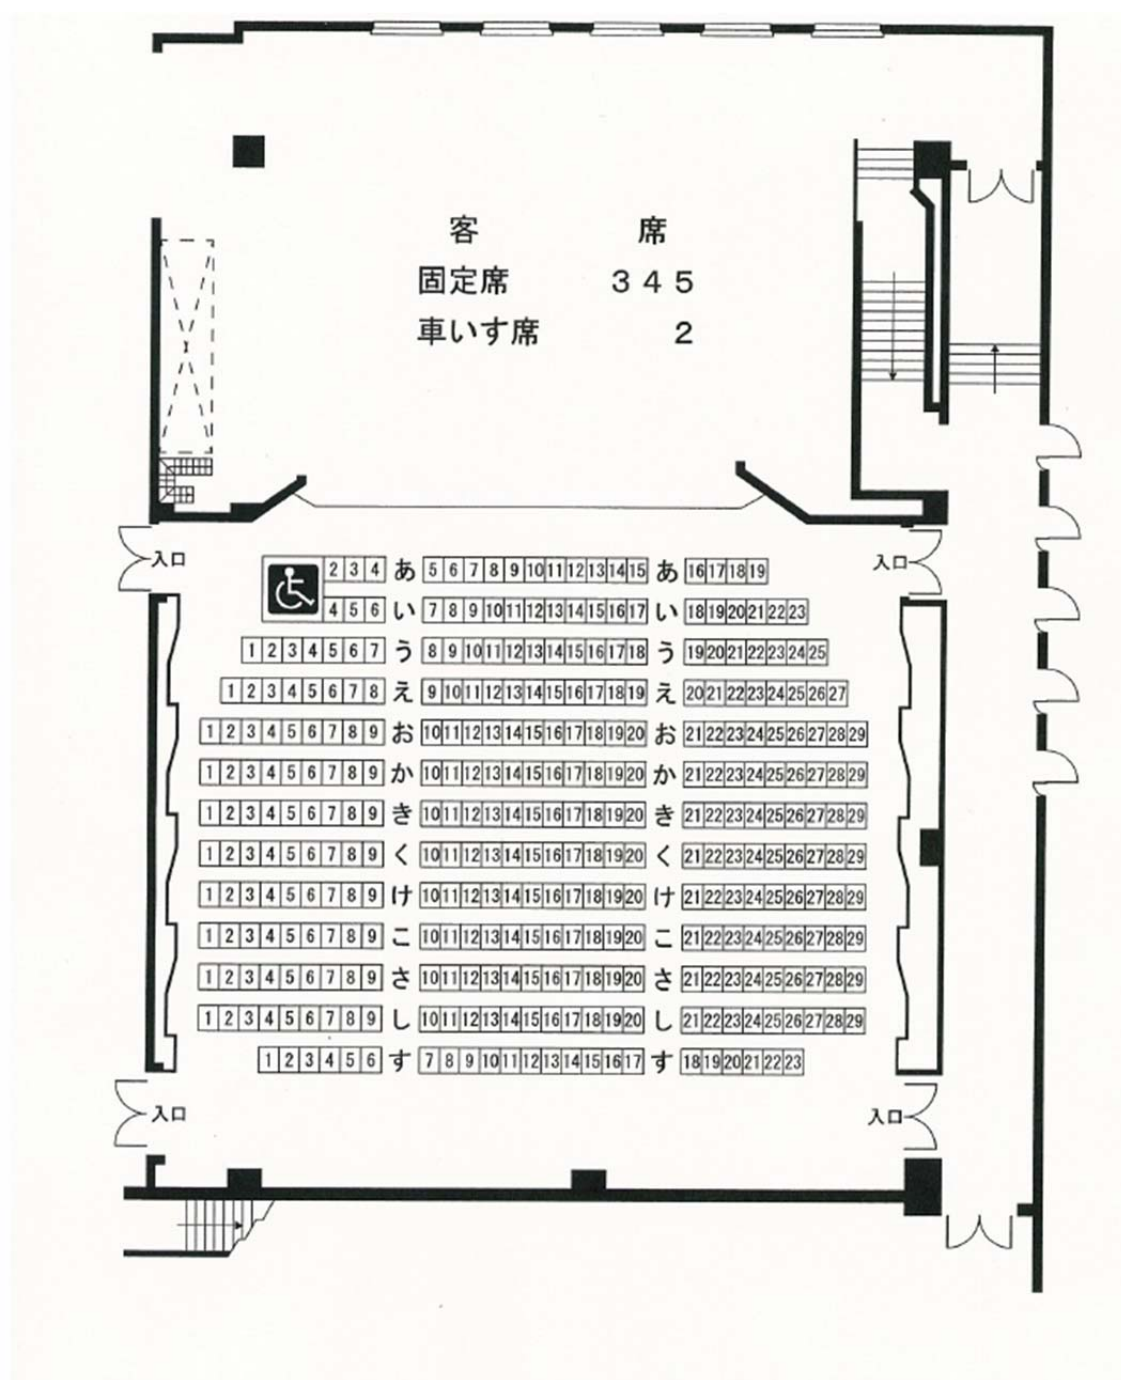 客 席
固定席 345
車いす席 2
入口 入口
2 3 4 あ 5 6 7 8 9 10 11 12 13 14 15 あ 16 17 18 19
4 5 6 い 7 8 9 10 11 12 13 14 15 16 17 い 18 19 20 21 22 23
1 2 3 4 5 6 7 う 8 9 10 11 12 13 14 15 16 17 18 う 19 20 21 22 23 24 25
1 2 3 4 5 6 7 8 え 9 10 11 12 13 14 15 16 17 18 19 え 20 21 22 23 24 25 26 27
1 2 3 4 5 6 7 8 9 お 10 11 12 13 14 15 16 17 18 19 20 お 21 22 23 24 25 26 27 28 29
1 2 3 4 5 6 7 8 9 か 10 11 12 13 14 15 16 17 18 19 20 か 21 22 23 24 25 26 27 28 29
1 2 3 4 5 6 7 8 9 き 10 11 12 13 14 15 16 17 18 19 20 き 21 22 23 24 25 26 27 28 29
1 2 3 4 5 6 7 8 9 く 10 11 12 13 14 15 16 17 18 19 20 く 21 22 23 24 25 26 27 28 29
1 2 3 4 5 6 7 8 9 け 10 11 12 13 14 15 16 17 18 19 20 け 21 22 23 24 25 26 27 28 29
1 2 3 4 5 6 7 8 9 こ 10 11 12 13 14 15 16 17 18 19 20 こ 21 22 23 24 25 26 27 28 29
1 2 3 4 5 6 7 8 9 さ 10 11 12 13 14 15 16 17 18 19 20 さ 21 22 23 24 25 26 27 28 29
1 2 3 4 5 6 7 8 9 し 10 11 12 13 14 15 16 17 18 19 20 し 21 22 23 24 25 26 27 28 29
1 2 3 4 5 6 す 7 8 9 10 11 12 13 14 15 16 17 す 18 19 20 21 22 23
入口 入口